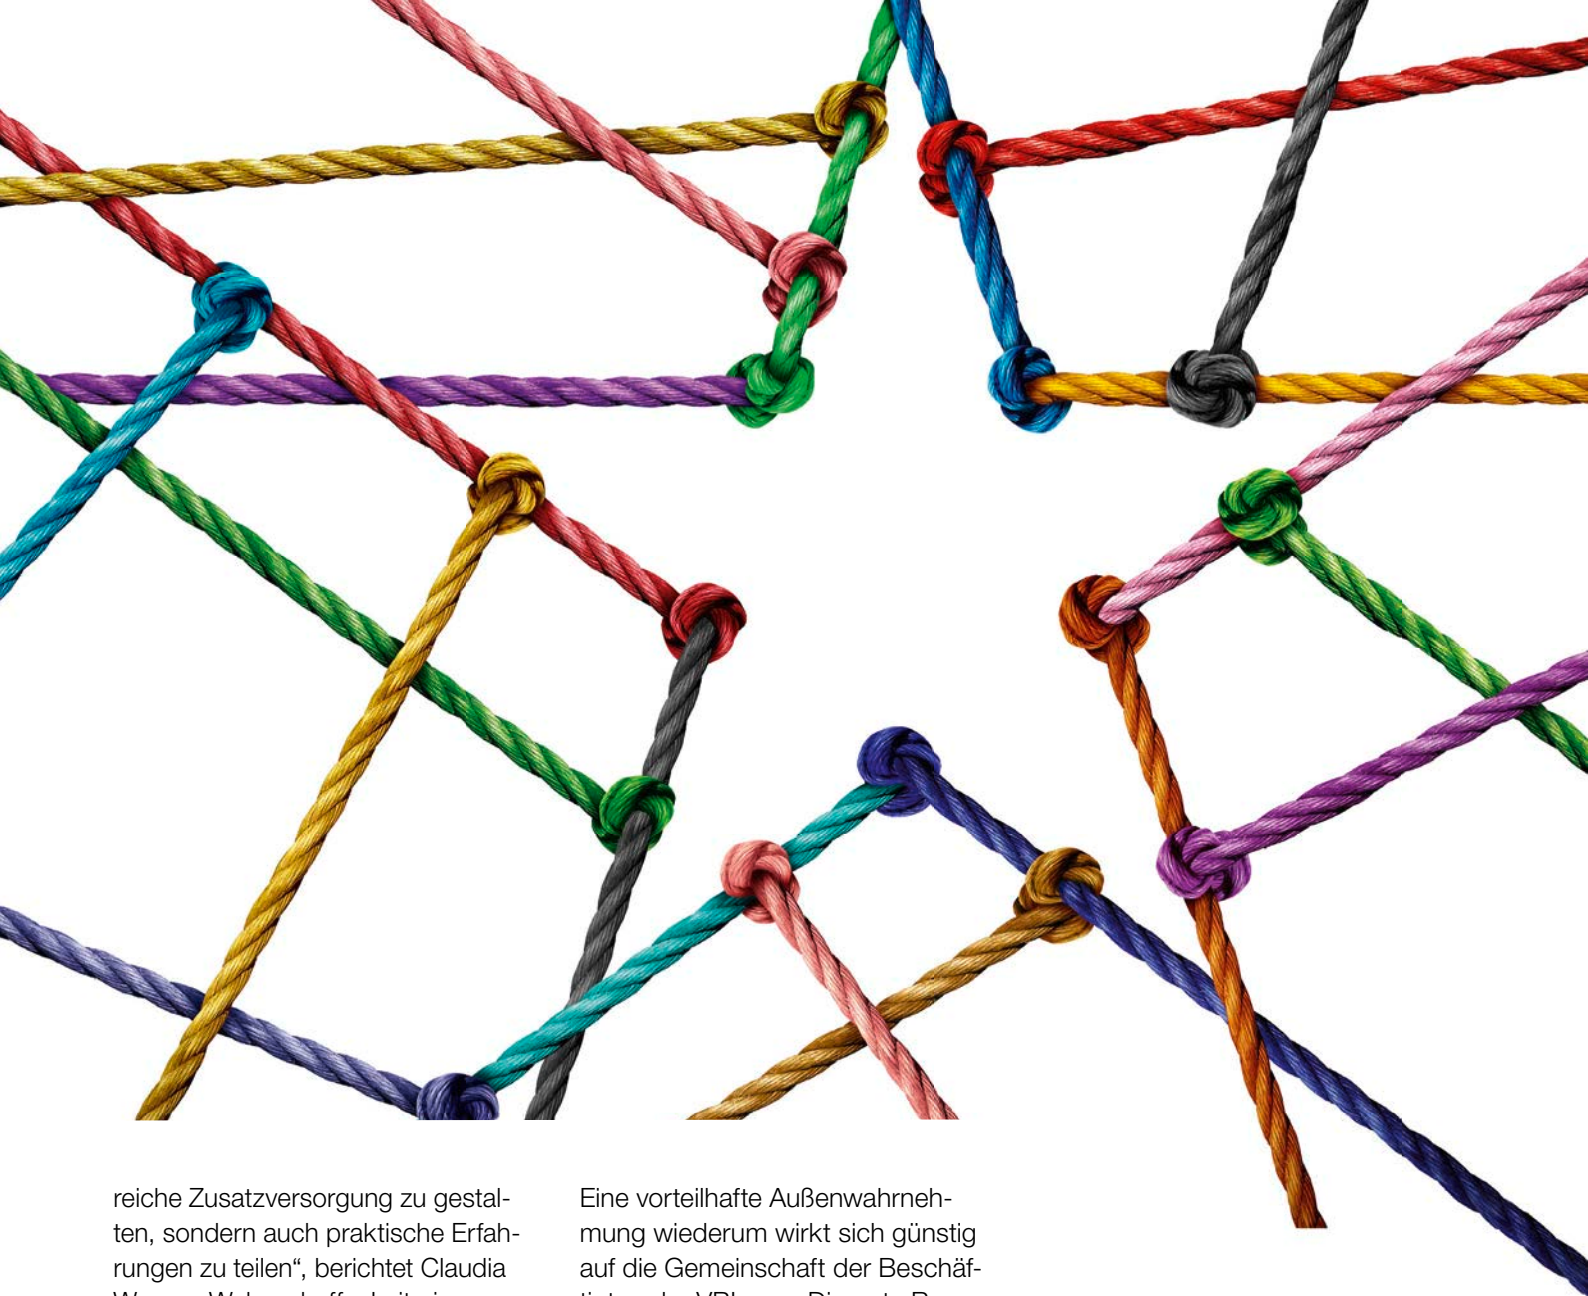 reiche Zusatzversorgung zu gestal-
ten, sondern auch praktische Erfah-
rungen zu teilen“, berichtet Claudia
Eine vorteilhafte Außenwahrneh-
mung wiederum wirkt sich günstig
auf die Gemeinschaft der Beschäf-